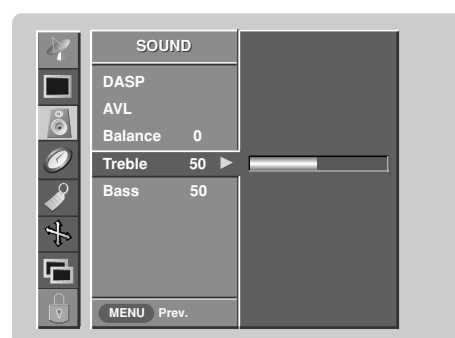 SOUND
DASP
AVL
Balance 0
Treble 50
Bass 50
MENU Prev.